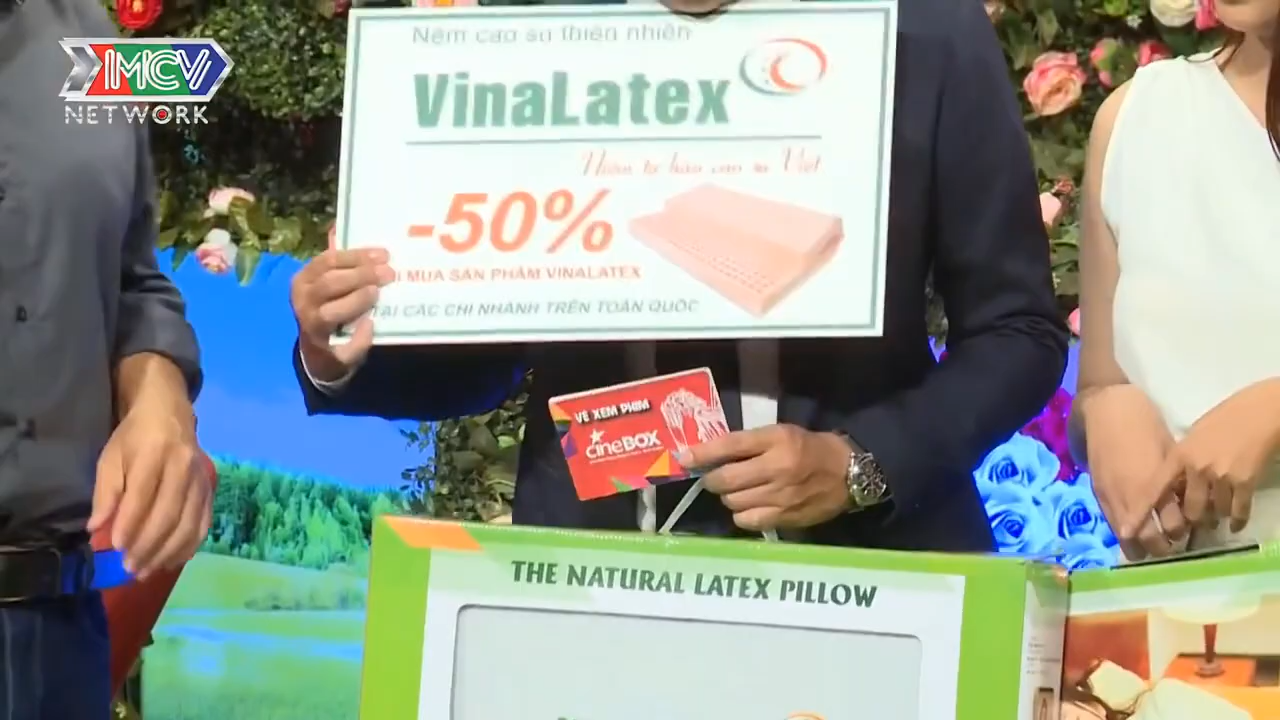 MCV
NETWORK
Nệm cao su thiên nhiên
VinaLatex
Niềm tự hào cao su Việt
-50%
MUA SẢN PHẨM VINALATEX
TẠI CÁC CHI NHÁNH TRÊN TOÀN QUỐC
VÉ XEM PHIM
cineBOX
THE NATURAL LATEX PILLOW